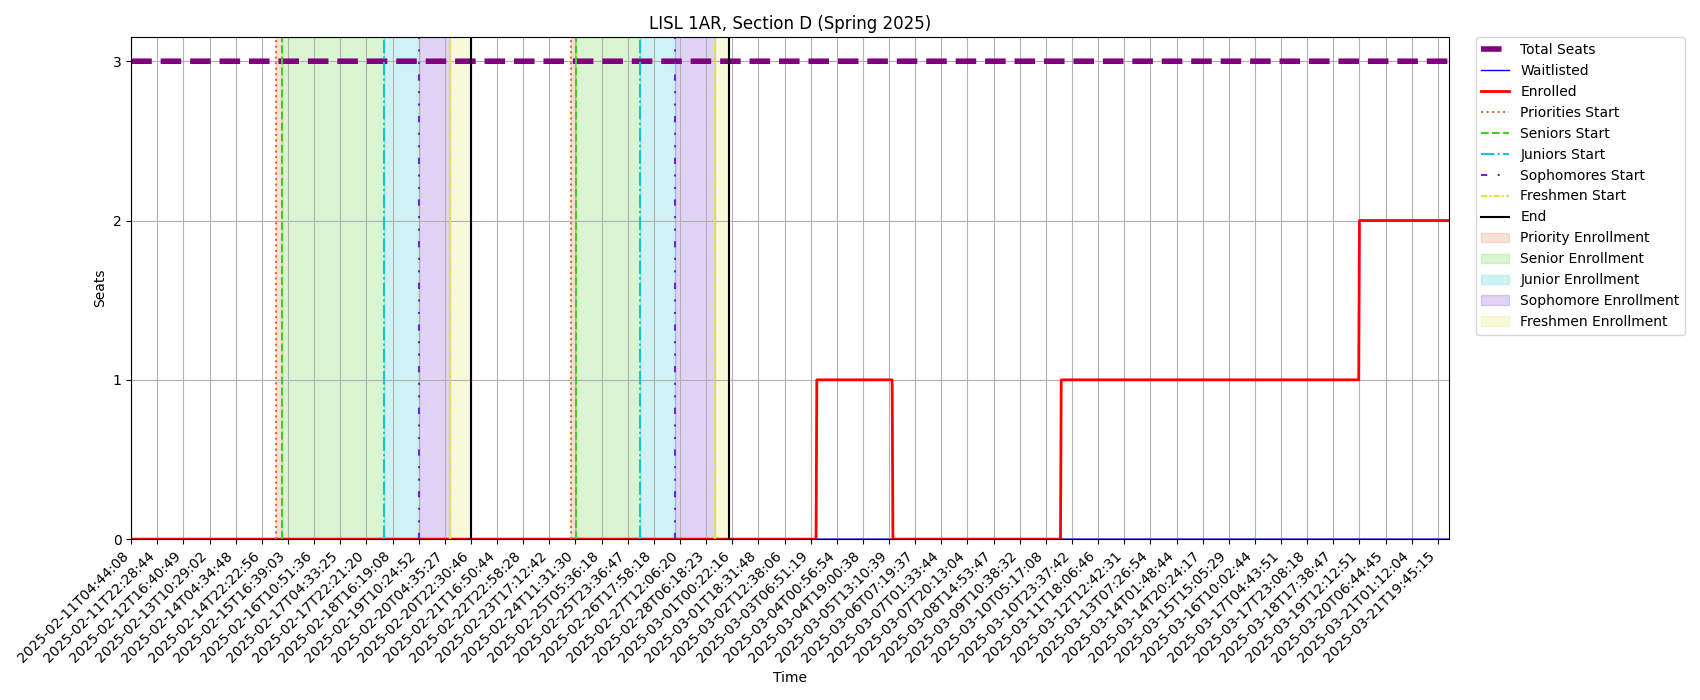 LISL 1AR, Section D (Spring 2025)
Seats
3
2
1
0
2025-02-11T04:44:08
2025-02-11T22:28:44
2025-02-12T16:40:49
2025-02-13T10:29:02
2025-02-14T04:34:48
2025-02-14T22:22:56
2025-02-15T16:39:03
2025-02-16T10:51:36
2025-02-17T04:33:25
2025-02-17T22:21:20
2025-02-18T16:19:08
2025-02-19T10:24:52
2025-02-20T04:35:27
2025-02-20T22:30:46
2025-02-21T16:50:44
2025-02-22T22:58:28
2025-02-23T17:12:42
2025-02-24T11:31:30
2025-02-25T05:36:18
2025-02-25T23:36:47
2025-02-26T17:58:18
2025-02-27T12:06:20
2025-02-28T06:18:23
2025-03-01T00:22:16
2025-03-01T18:31:48
2025-03-02T12:38:06
2025-03-03T06:51:19
2025-03-04T00:56:54
2025-03-04T19:00:38
2025-03-05T13:10:39
2025-03-06T07:19:37
2025-03-07T01:33:44
2025-03-07T20:13:04
2025-03-08T14:53:47
2025-03-09T10:38:32
2025-03-10T05:17:08
2025-03-10T23:37:42
2025-03-11T18:06:46
2025-03-12T12:42:31
2025-03-13T07:26:54
2025-03-14T01:48:44
2025-03-14T20:24:17
2025-03-15T15:05:29
2025-03-16T10:02:44
2025-03-17T04:43:51
2025-03-17T23:08:18
2025-03-18T17:38:47
2025-03-19T12:12:51
2025-03-20T06:44:45
2025-03-21T01:12:04
2025-03-21T19:45:15
Time
Total Seats
Waitlisted
Enrolled
Priorities Start
Seniors Start
Juniors Start
Sophomores Start
Freshmen Start
End
Priority Enrollment
Senior Enrollment
Junior Enrollment
Sophomore Enrollment
Freshmen Enrollment